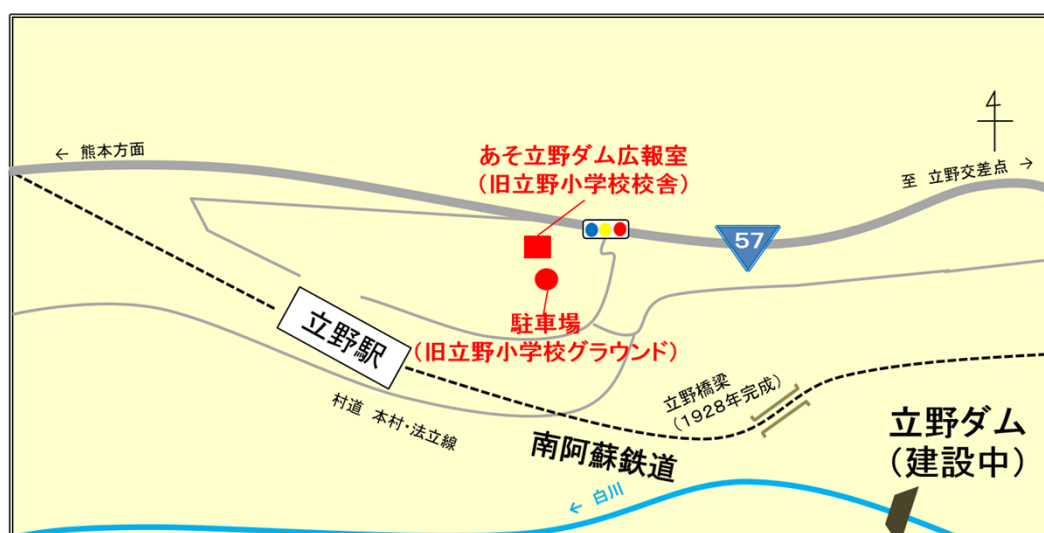 ← 熊本方面
あそ立野ダム広報室
（旧立野小学校校舎）
至 立野交差点 →
57
駐車場
（旧立野小学校グラウンド）
立野駅
村道 本村・法立線
立野橋梁
（1928年完成）
南阿蘇鉄道
立野ダム
（建設中）
← 白川